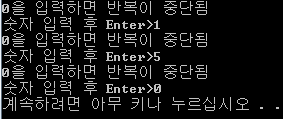 0을 입력하면 반복이 중단됨
숫자 입력 후 Enter>1
0을 입력하면 반복이 중단됨
숫자 입력 후 Enter>5
0을 입력하면 반복이 중단됨
숫자 입력 후 Enter>0
계속하려면 아무 키나 누르십시오 . .